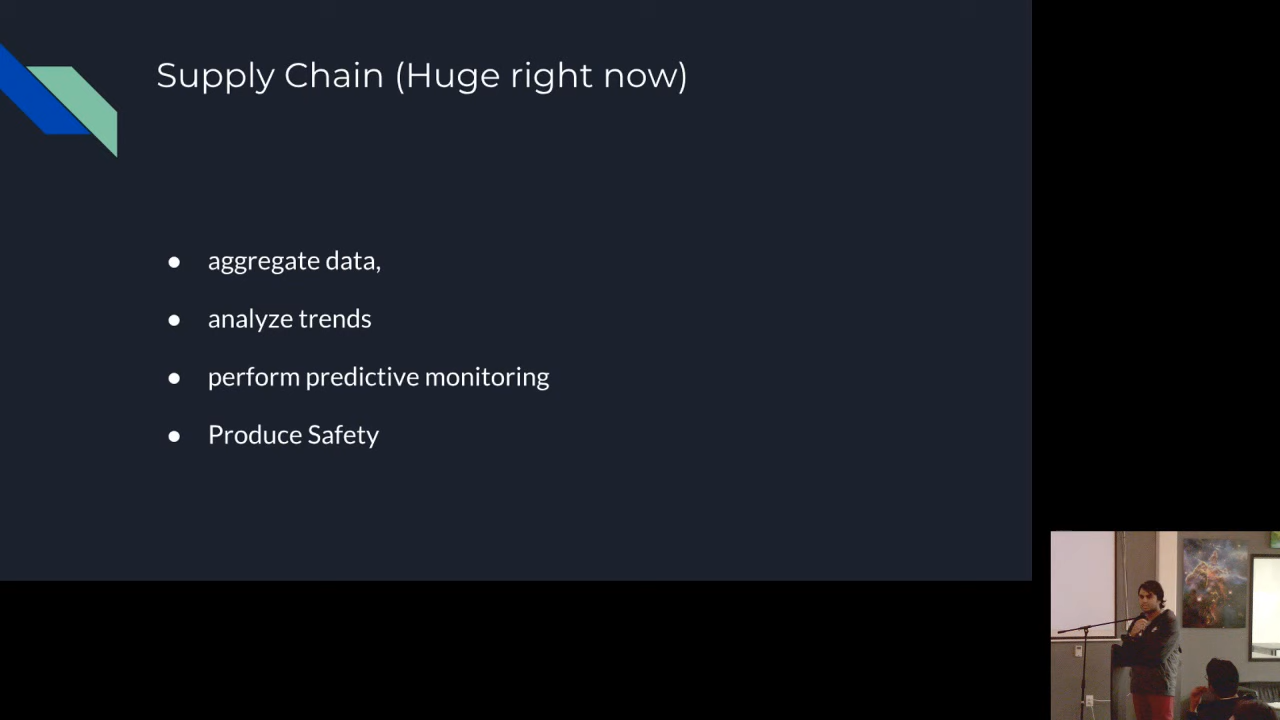 Supply Chain (Huge right now)
● aggregate data,
● analyze trends
● perform predictive monitoring
● Produce Safety